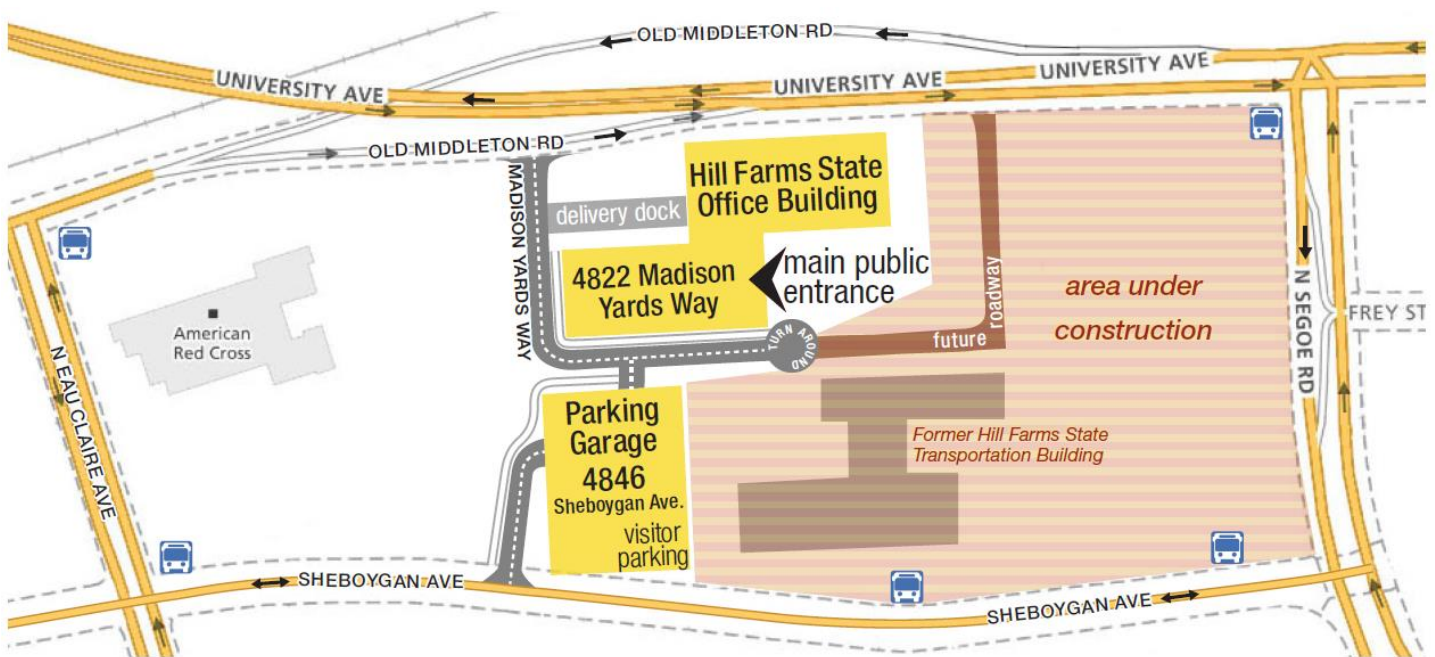 OLD MIDDLETON RD
UNIVERSITY AVE
UNIVERSITY AVE
UNIVERSITY AVE
OLD MIDDLETON RD
MADISON YARDS WAY
Hill Farms State
Office Building
delivery dock
4822 Madison
Yards Way
main public
entrance
TURN AROUND
future
roadway
area under
construction
N SEGOE RD
FREY ST
American
Red Cross
N EAU CLAIRE AVE
Parking
Garage
4846
Sheboygan Ave.
visitor
parking
Former Hill Farms State
Transportation Building
SHEBOYGAN AVE
SHEBOYGAN AVE